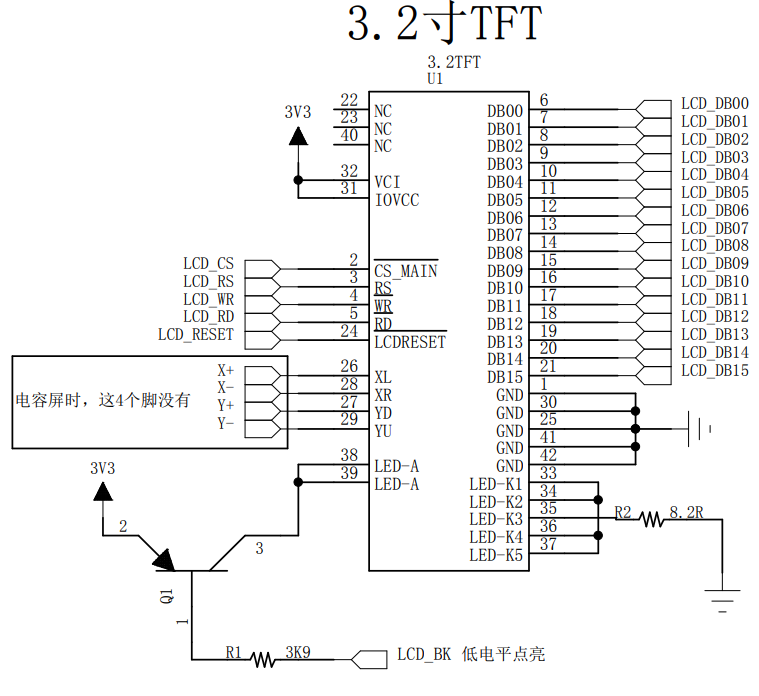 3.2寸TFT
3.2TFT
U1
3V3
22 NC
23 NC
40 NC
32 VCI
31 IOVCC
LCD_CS 2 CS_MAIN
LCD_RS 3 RS
LCD_WR 4 WR
LCD_RD 5 RD
LCD_RESET 24 LCDRESET
X+ 26 XL
X- 28 XR
Y+ 27 YD
Y- 29 YU
电容屏时，这4个脚没有
38 LED-A
39 LED-A
DB00 6 LCD_DB00
DB01 7 LCD_DB01
DB02 8 LCD_DB02
DB03 9 LCD_DB03
DB04 10 LCD_DB04
DB05 11 LCD_DB05
DB06 12 LCD_DB06
DB07 13 LCD_DB07
DB08 14 LCD_DB08
DB09 15 LCD_DB09
DB10 16 LCD_DB10
DB11 17 LCD_DB11
DB12 18 LCD_DB12
DB13 19 LCD_DB13
DB14 20 LCD_DB14
DB15 21 LCD_DB15
GND 1
GND 30
GND 25
GND 41
GND 42
LED-K1 33
LED-K2 34
LED-K3 35
LED-K4 36
LED-K5 37
R2 8.2R
3V3
2
3
Q1
1
R1 3K9
LCD_BK 低电平点亮